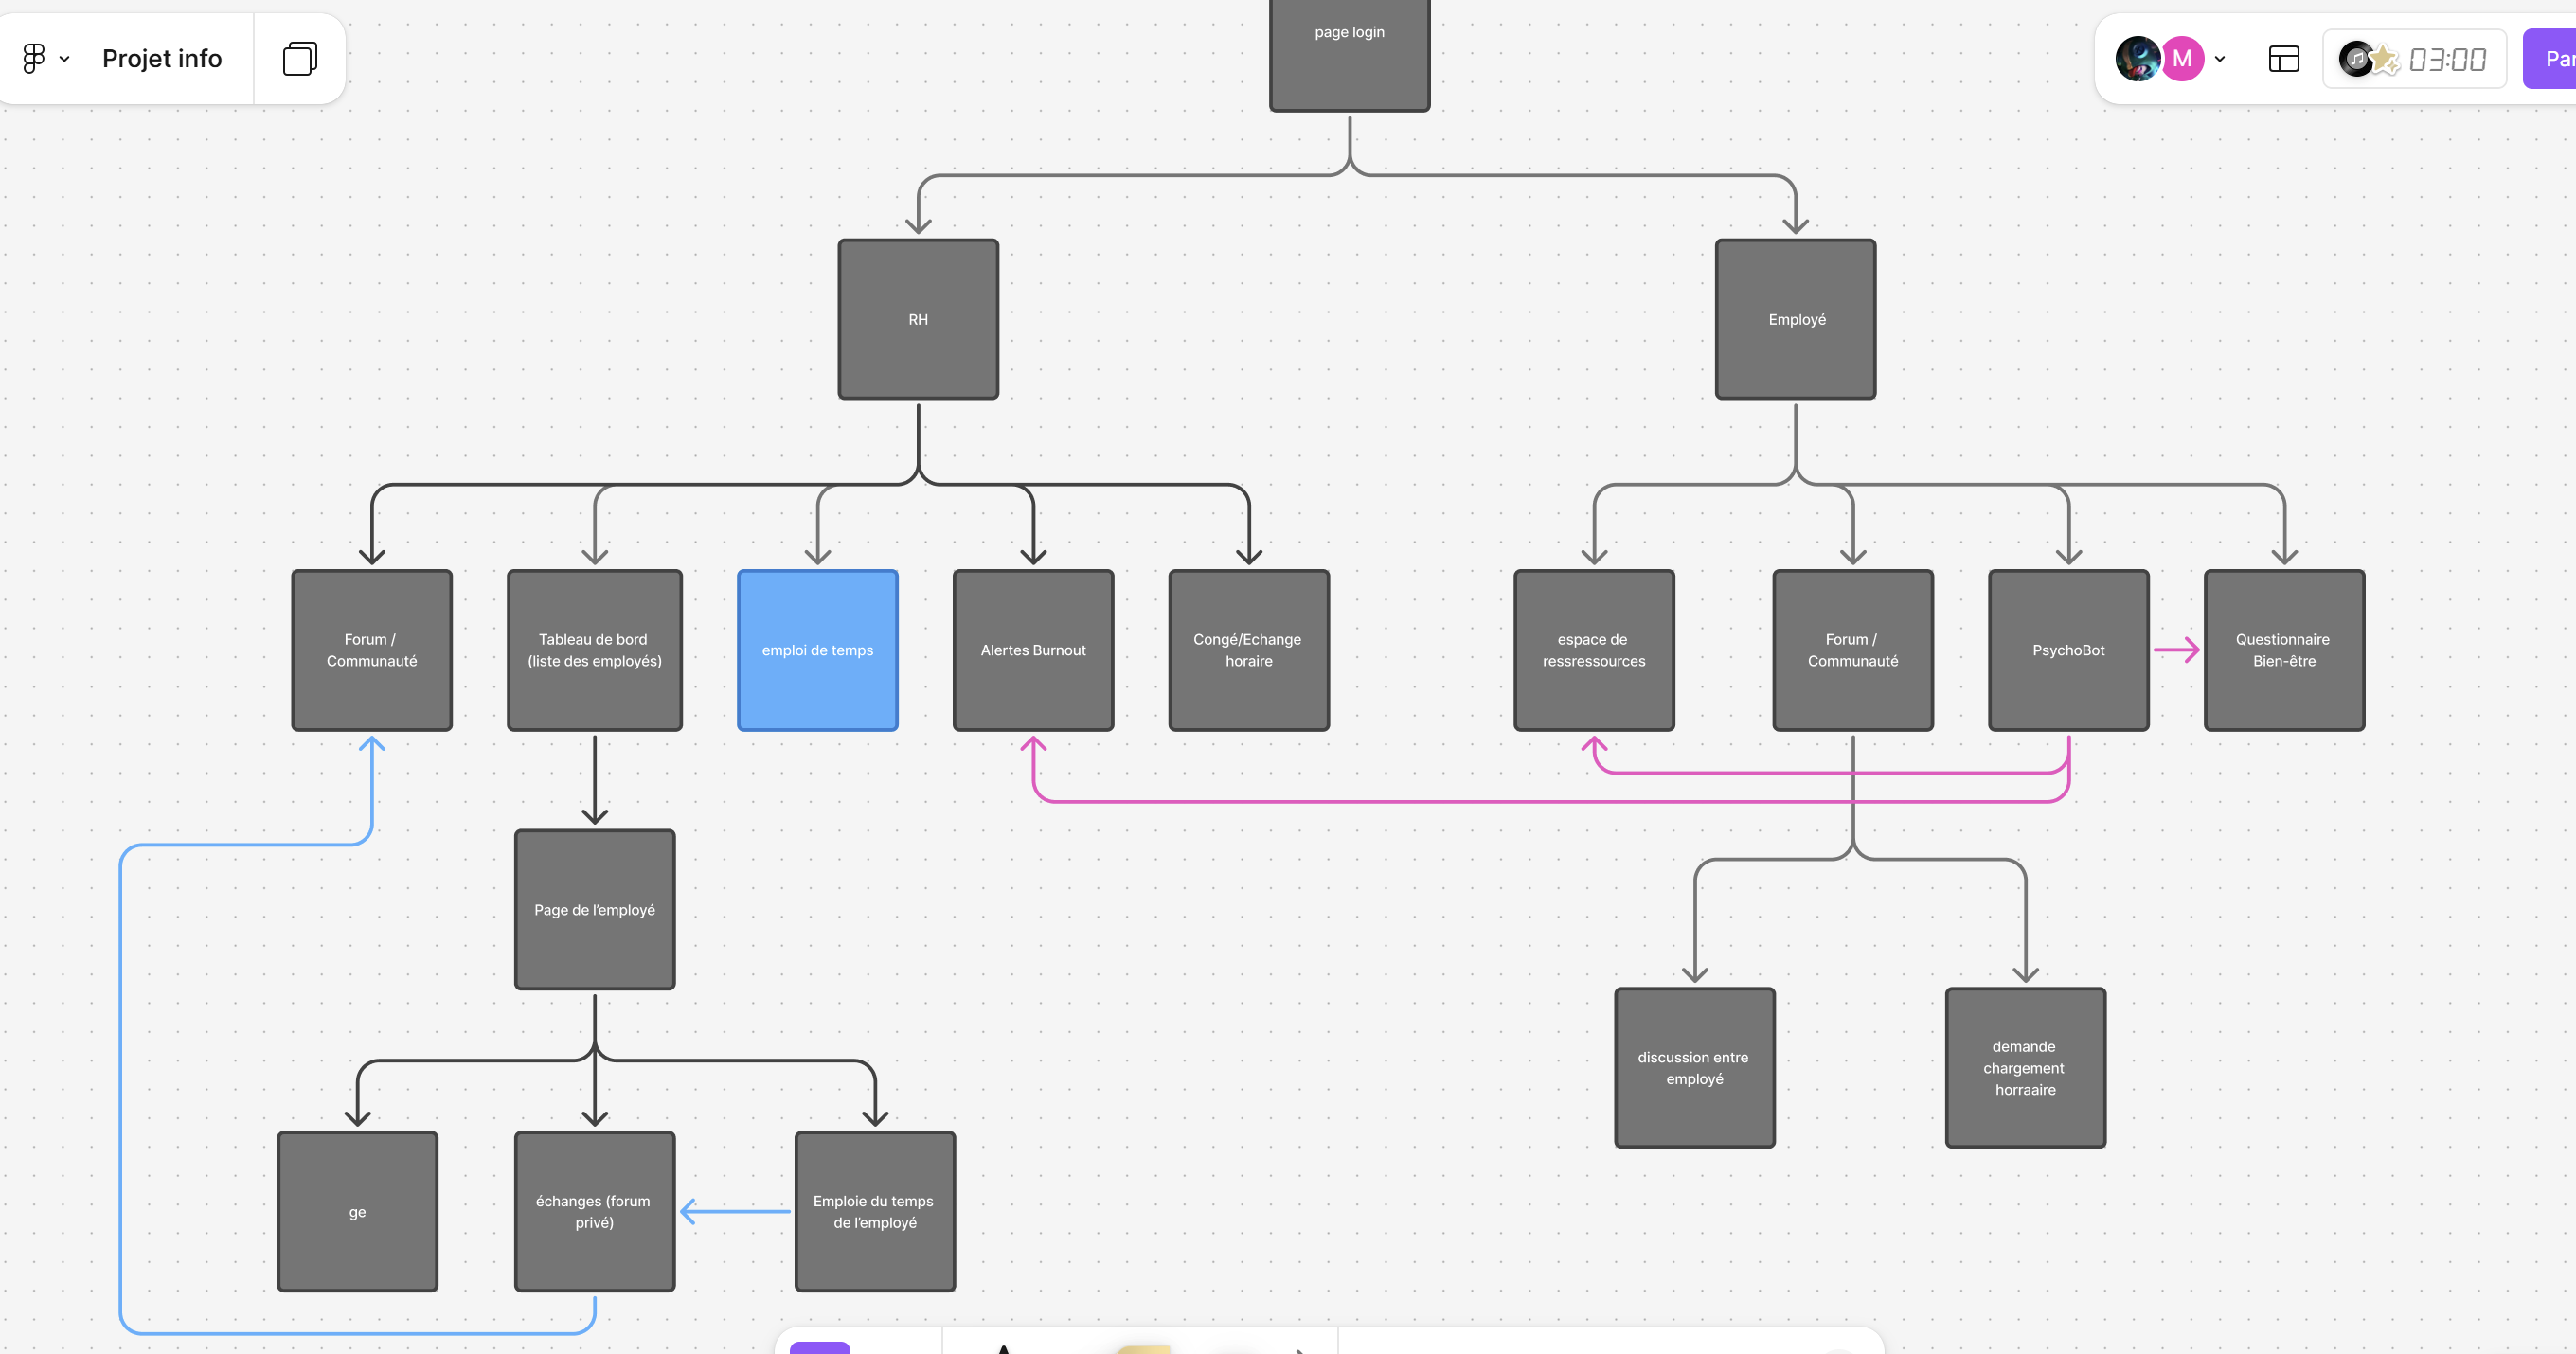 Projet info
page login
M
03:00
RH
Employé
Forum /
Communauté
Tableau de bord
(liste des employés)
emploi de temps
Alertes Burnout
Congé/Echange
horaire
espace de
ressressources
Forum /
Communauté
PsychoBot
Questionnaire
Bien-être
Page de l'employé
discussion entre
employé
demande
chargement
horraaire
ge
échanges (forum
privé)
Emploie du temps
de l'employé